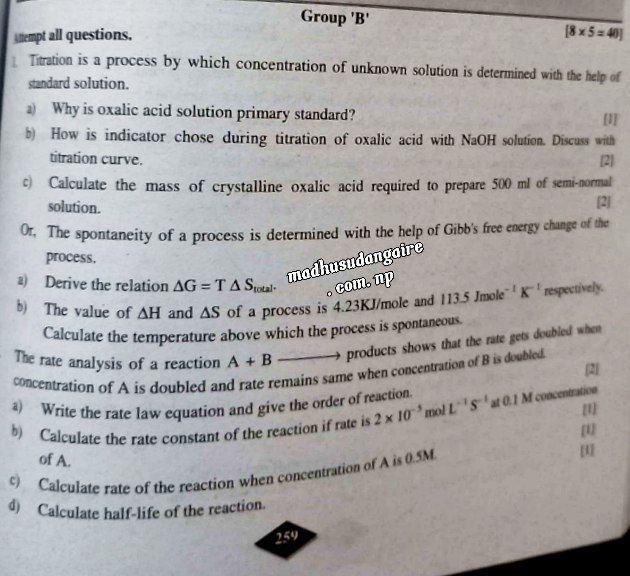 Group 'B'
Attempt all questions. [8 x 5 = 40]
1. Titration is a process by which concentration of unknown solution is determined with the help of
standard solution.
a) Why is oxalic acid solution primary standard? [1]
b) How is indicator chose during titration of oxalic acid with NaOH solution. Discuss with
titration curve. [2]
c) Calculate the mass of crystalline oxalic acid required to prepare 500 ml of semi-normal
solution. [2]
Or, The spontaneity of a process is determined with the help of Gibb's free energy change of the
process.
a) Derive the relation ΔG = T Δ Stotal.
madhusudangaire
.com.np
b) The value of ΔH and ΔS of a process is 4.23KJ/mole and 113.5 Jmole⁻¹ K⁻¹ respectively.
Calculate the temperature above which the process is spontaneous.
The rate analysis of a reaction A + B ⟶ products shows that the rate gets doubled when
concentration of A is doubled and rate remains same when concentration of B is doubled.
a) Write the rate law equation and give the order of reaction. [2]
b) Calculate the rate constant of the reaction if rate is 2 × 10⁻⁵ mol L⁻¹ S⁻¹ at 0.1 M concentration
of A. [1]
c) Calculate rate of the reaction when concentration of A is 0.5M. [1]
d) Calculate half-life of the reaction. [1]
259